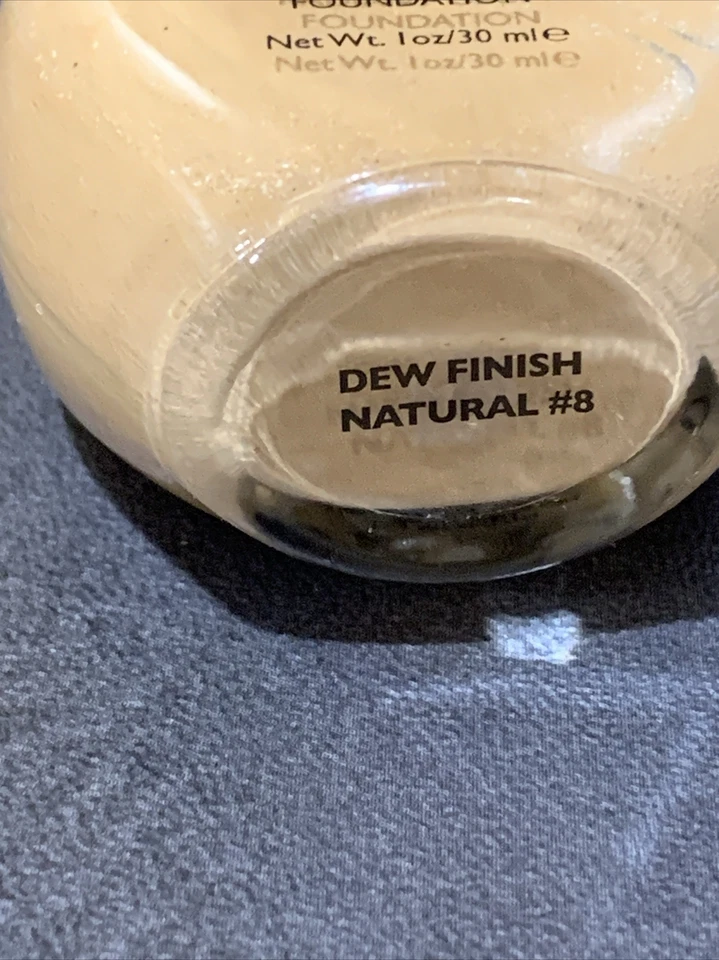 FOUNDATION
Net Wt. 1oz/30 ml e
DEW FINISH
NATURAL #8